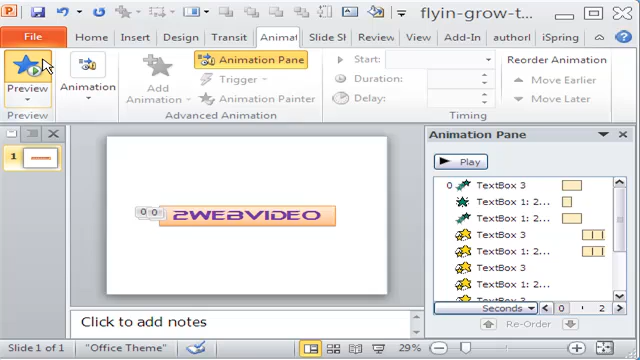 flyin-grow-t...
File Home Insert Design Transit Animat Slide Sh Review View Add-In authorl iSpring
Preview
Animation
Add Animation
Animation Pane
Trigger
Animation Painter
Start:
Duration:
Delay:
Reorder Animation
Move Earlier
Move Later
Preview Advanced Animation Timing
1
0 0 2WEBVIDEO
Click to add notes
Animation Pane
Play
0 TextBox 3
TextBox 1: 2...
TextBox 1: 2...
TextBox 3
TextBox 1: 2...
TextBox 3
TextBox 1: 2...
TextBox 3
Seconds 0 2
Re-Order
Slide 1 of 1 "Office Theme" 29%